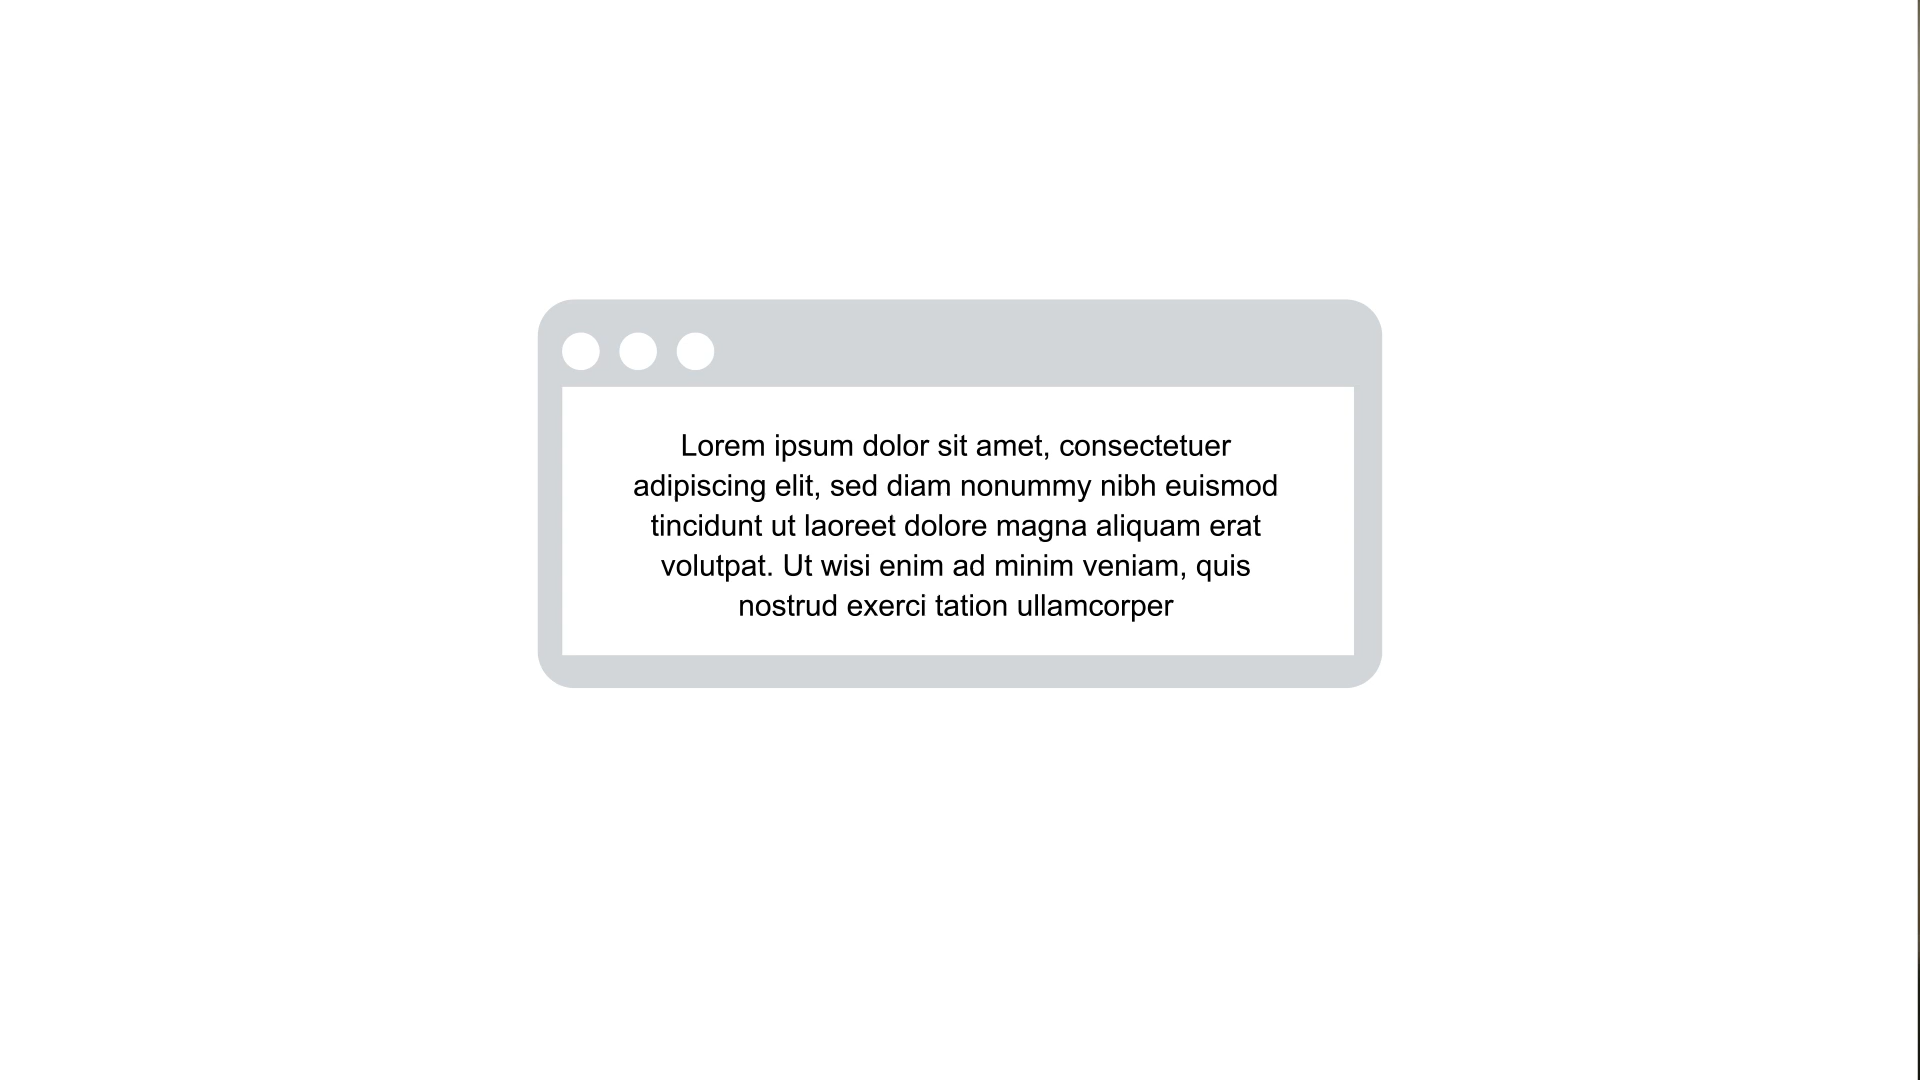 Lorem ipsum dolor sit amet, consectetuer
adipiscing elit, sed diam nonummy nibh euismod
tincidunt ut laoreet dolore magna aliquam erat
volutpat. Ut wisi enim ad minim veniam, quis
nostrud exerci tation ullamcorper